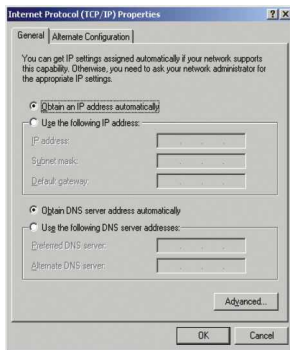 Internet Protocol (TCP/IP) Properties
General
Alternate Configuration
You can get IP settings assigned automatically if your network supports
this capability. Otherwise, you need to ask your network administrator for
the appropriate IP settings.
Obtain an IP address automatically
Use the following IP address:
IP address:
Subnet mask:
Default gateway:
Obtain DNS server address automatically
Use the following DNS server addresses:
Preferred DNS server:
Alternate DNS server:
Advanced...
OK
Cancel